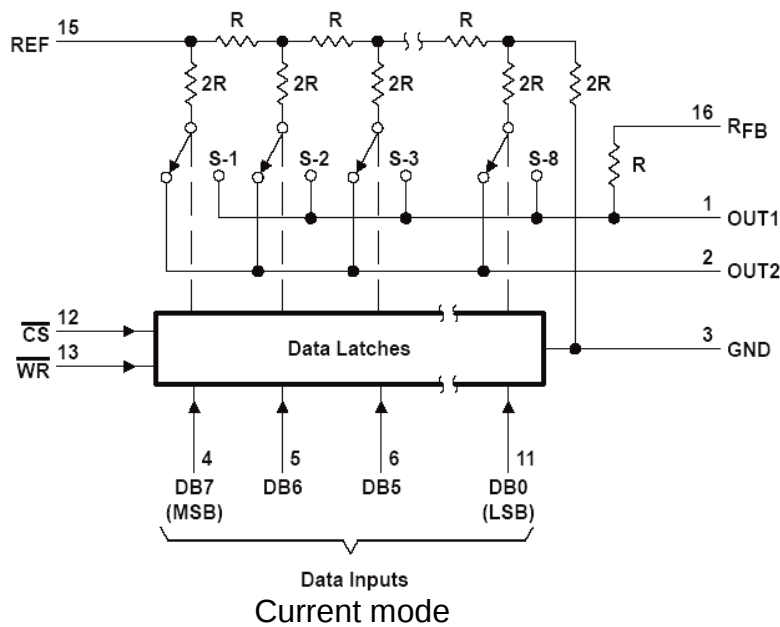 15
REF
R
R
R
2R
2R
2R
2R
2R
16
RFB
S-1
S-2
S-3
S-8
R
1
OUT1
2
OUT2
12
CS
13
WR
Data Latches
3
GND
4
5
6
11
DB7
(MSB)
DB6
DB5
DB0
(LSB)
Data Inputs
Current mode